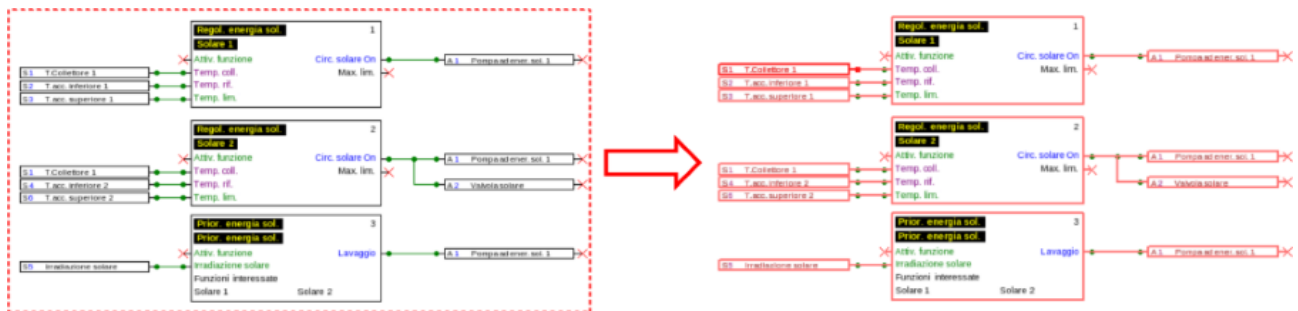 Regol. energia sol. 1
Solare 1
Attiv. funzione Circ. solare On A1 Pompa ad ener. sol. 1
S1 T.Collettore 1 Temp. coll. Max. lim.
S2 T.acc.inferiore 1 Temp. rif.
S3 T.acc.superiore 1 Temp. lim.
Regol. energia sol. 2
Solare 2
Attiv. funzione Circ. solare On A1 Pompa ad ener. sol. 1
S1 T.Collettore 1 Temp. coll. Max. lim.
S4 T.acc.inferiore 2 Temp. rif. A2 Valvola solare
S6 T.acc.superiore 2 Temp. lim.
Prior. energia sol. 3
Prior. energia sol.
Attiv. funzione Lavaggio A1 Pompa ad ener. sol. 1
S5 Irradiazione solare Irradiazione solare
Funzioni interessate
Solare 1 Solare 2
Regol. energia sol. 1
Solare 1
Attiv. funzione Circ. solare On A1 Pompa ad ener. sol. 1
S1 T.Collettore 1 Temp. coll. Max. lim.
S2 T.acc.inferiore 1 Temp. rif.
S3 T.acc.superiore 1 Temp. lim.
Regol. energia sol. 2
Solare 2
Attiv. funzione Circ. solare On A1 Pompa ad ener. sol. 1
S1 T.Collettore 1 Temp. coll. Max. lim.
S4 T.acc.inferiore 2 Temp. rif. A2 Valvola solare
S6 T.acc.superiore 2 Temp. lim.
Prior. energia sol. 3
Prior. energia sol.
Attiv. funzione Lavaggio A1 Pompa ad ener. sol. 1
S5 Irradiazione solare Irradiazione solare
Funzioni interessate
Solare 1 Solare 2